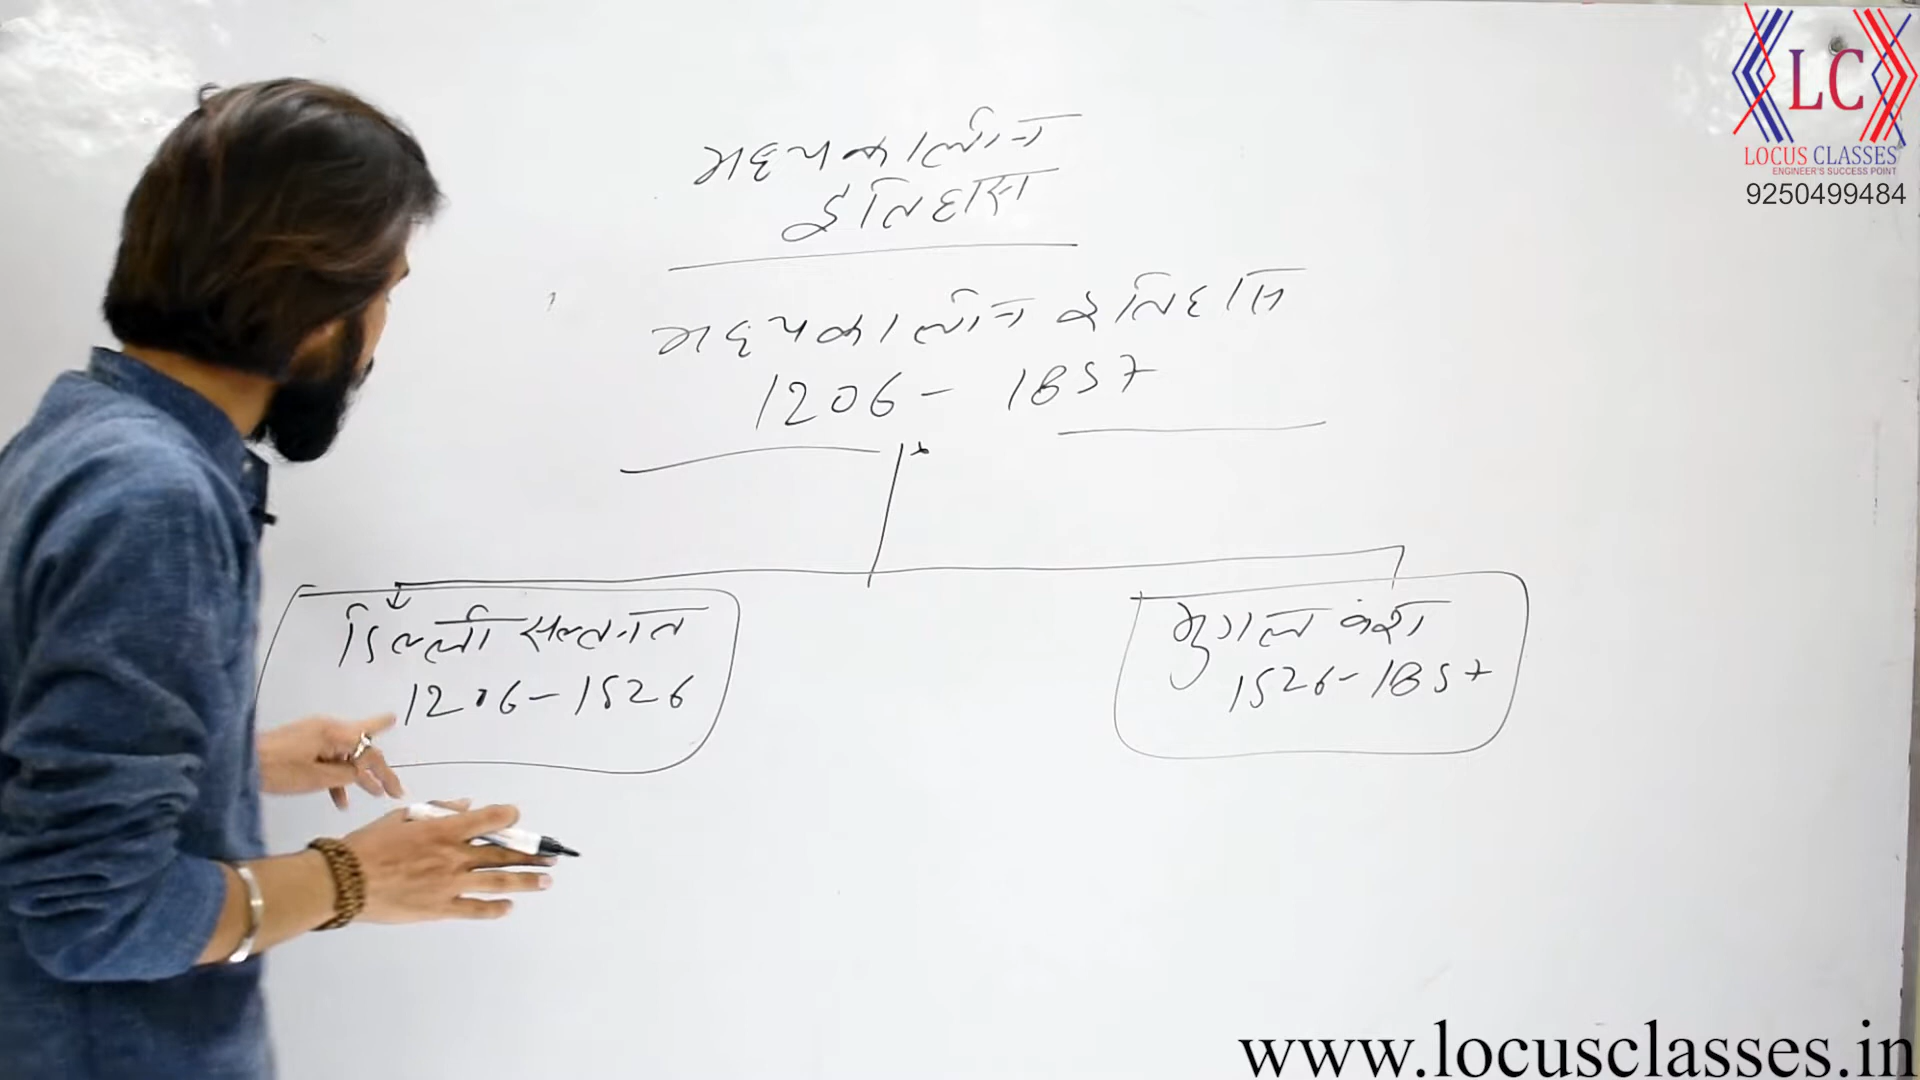 मध्यकालीन
इतिहास
मध्यकालीन इतिहास
1206 - 1857
दिल्ली सल्तनत
1206 - 1526
मुगल वंश
1526 - 1857
LC
LOCUS CLASSES
ENGINEER'S SUCCESS POINT
9250499484
www.locusclasses.in